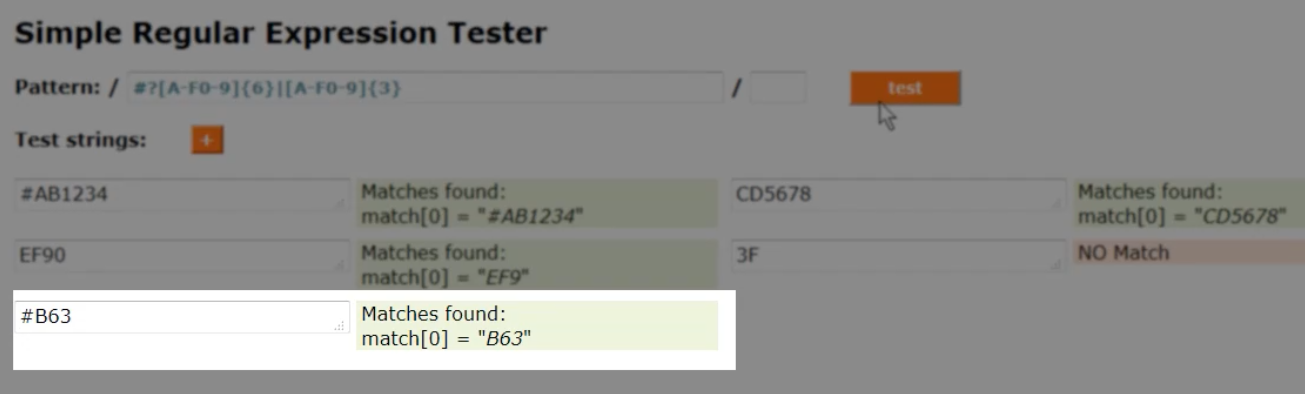 Simple Regular Expression Tester
Pattern: / #?[A-F0-9]{6}|[A-F0-9]{3} / test
Test strings: +
#AB1234
Matches found:
match[0] = "#AB1234"
CD5678
Matches found:
match[0] = "CD5678"
EF90
Matches found:
match[0] = "EF9"
3F
NO Match
#B63
Matches found:
match[0] = "B63"